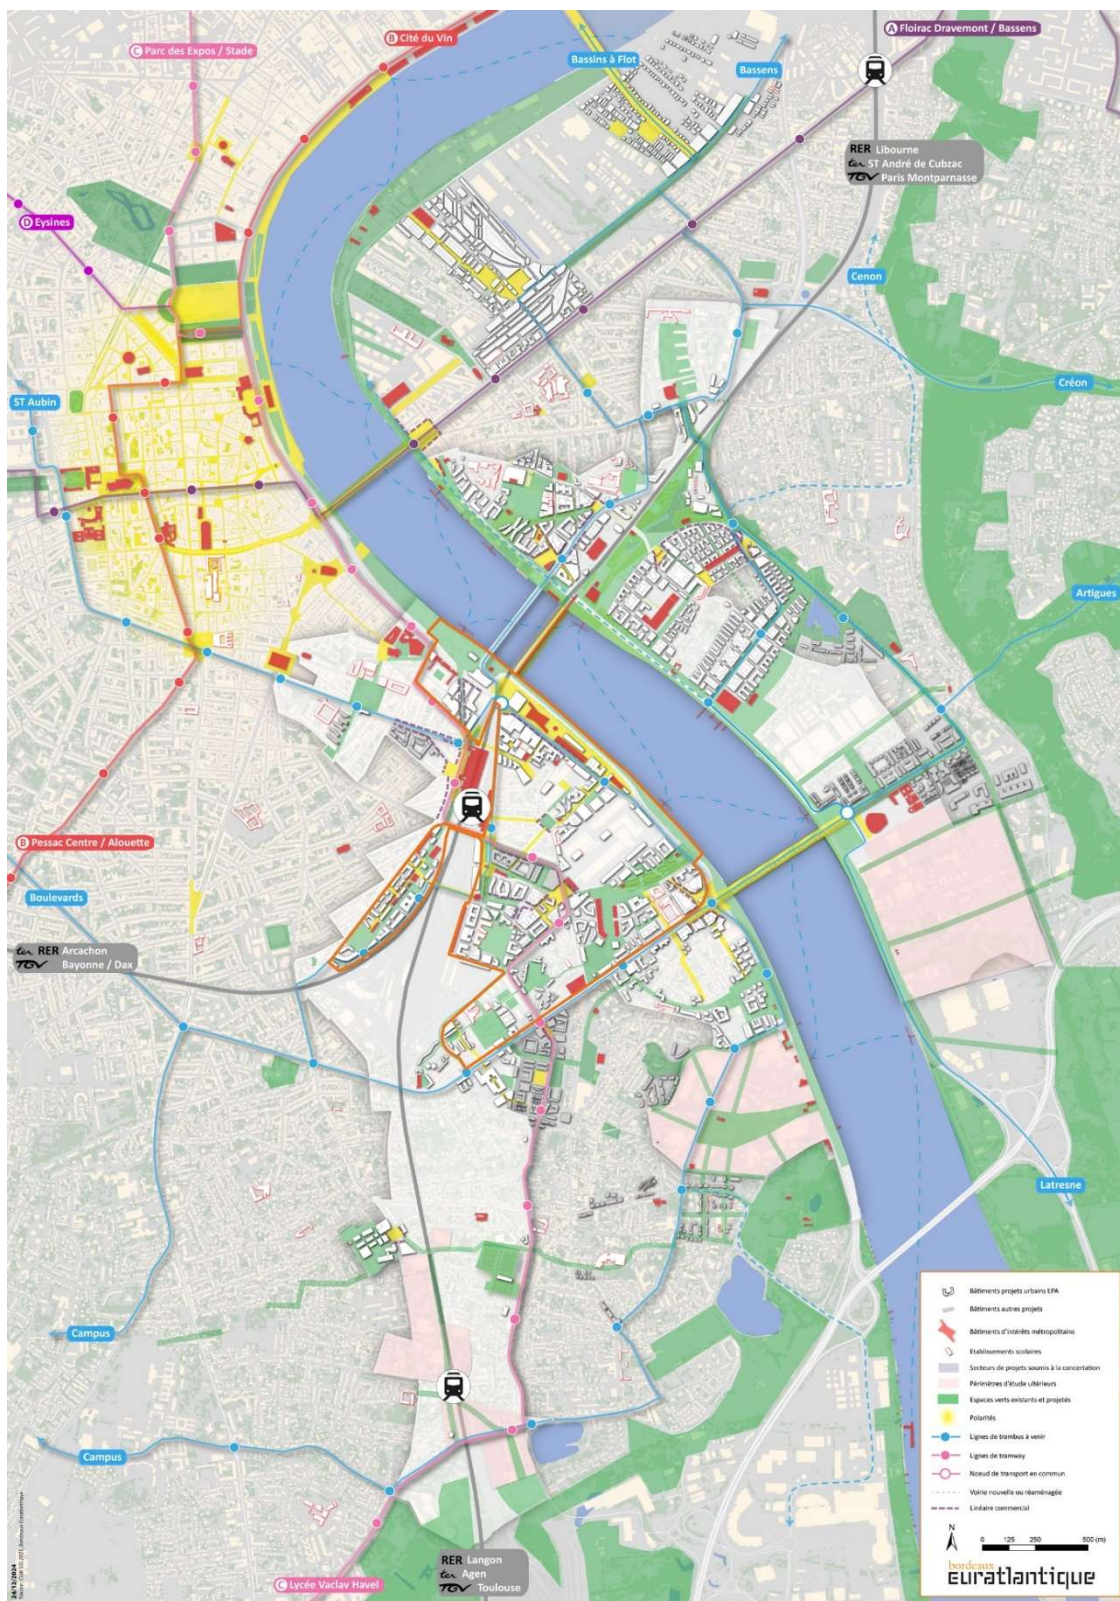 Ⓒ Parc des Expos / Stade
Ⓑ Cité du Vin
Ⓐ Floirac Dravemont / Bassens
Bassins à Flot
Bassens
RER Libourne
ter ST André de Cubzac
TGV Paris Montparnasse
Ⓓ Eysines
Cenon
Créon
ST Aubin
Artigues
Ⓑ Pessac Centre / Alouette
Boulevards
ter RER Arcachon
TGV Bayonne / Dax
Latresne
Campus
Campus
RER Langon
ter Agen
TGV Toulouse
Ⓒ Lycée Vaclav Havel
Bâtiments projets urbains EPA
Bâtiments autres projets
Bâtiments d'intérêts métropolitains
Etablissements scolaires
Secteurs de projets soumis à la concertation
Périmètres d'étude ultérieurs
Espaces verts existants et projetés
Polarités
Lignes de trambus à venir
Lignes de tramway
Noeud de transport en commun
Voirie nouvelle ou réaménagée
Linéaire commercial
N
0 125 250 500 (m)
bordeaux
euratlantique
24/12/2024